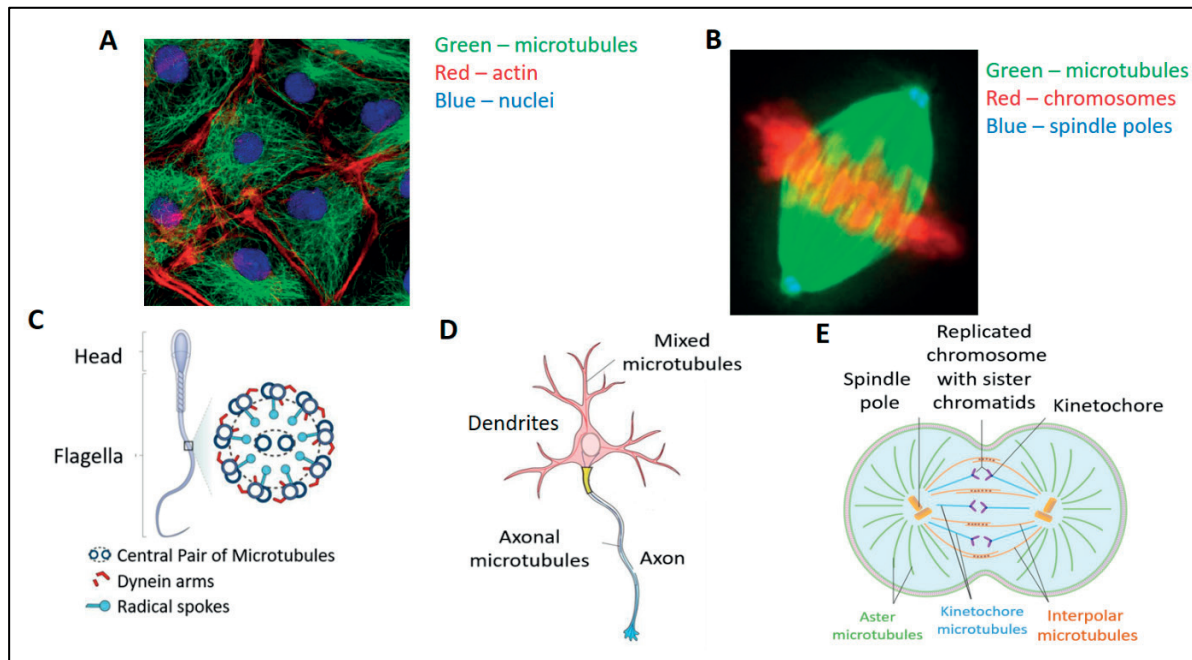 A
Green – microtubules
Red – actin
Blue – nuclei
B
Green – microtubules
Red – chromosomes
Blue – spindle poles
C
Head
Flagella
Central Pair of Microtubules
Dynein arms
Radical spokes
D
Mixed
microtubules
Dendrites
Axonal
microtubules
Axon
E
Replicated
chromosome
with sister
chromatids
Spindle
pole
Kinetochore
Aster
microtubules
Kinetochore
microtubules
Interpolar
microtubules